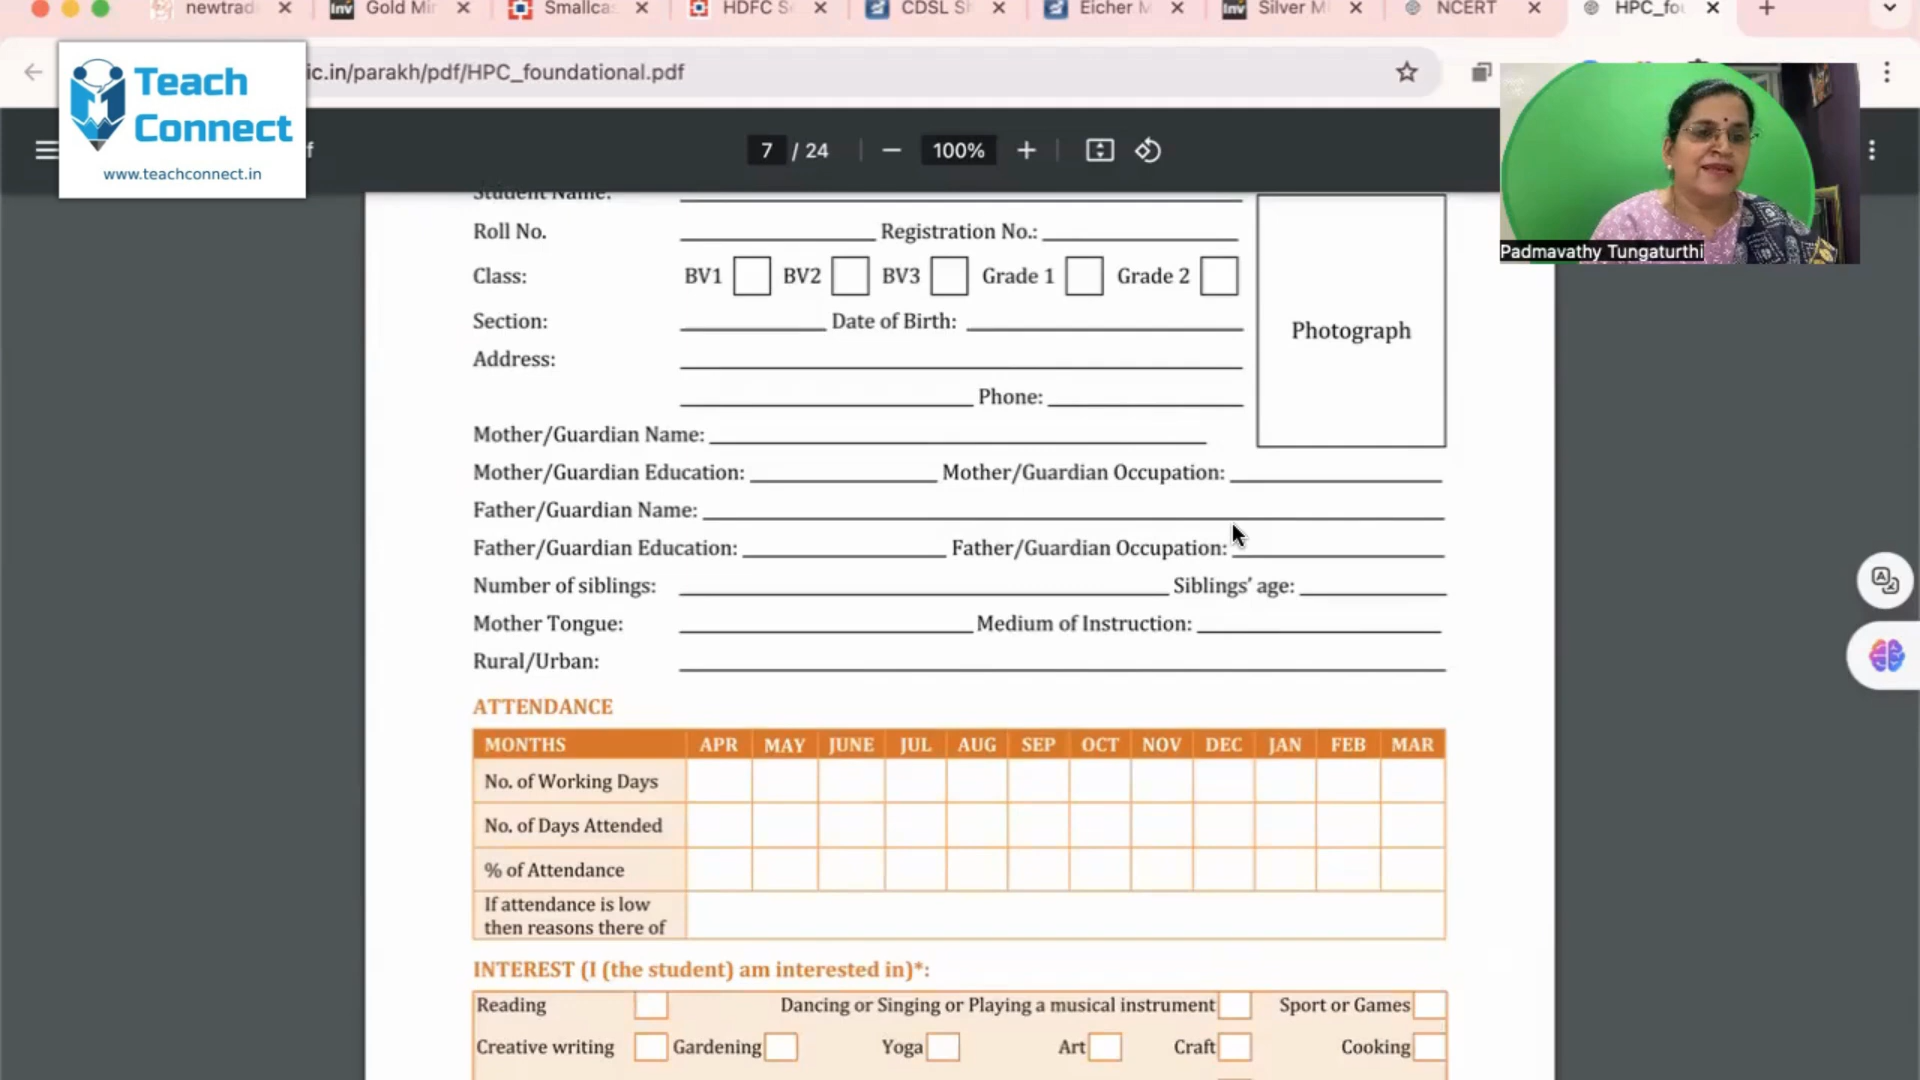 newtrad
Gold Mir
Smallca
HDFC S
CDSL Sh
Eicher M
Silver M
NCERT
HPC_fou
Teach
Connect
www.teachconnect.in
ic.in/parakh/pdf/HPC_foundational.pdf
f
7 / 24
100%
Padmavathy Tungaturthi
Student Name:
Roll No. Registration No.:
Class: BV1 BV2 BV3 Grade 1 Grade 2
Section: Date of Birth:
Photograph
Address:
Phone:
Mother/Guardian Name:
Mother/Guardian Education: Mother/Guardian Occupation:
Father/Guardian Name:
Father/Guardian Education: Father/Guardian Occupation:
Number of siblings: Siblings’ age:
Mother Tongue: Medium of Instruction:
Rural/Urban:
ATTENDANCE
MONTHS APR MAY JUNE JUL AUG SEP OCT NOV DEC JAN FEB MAR
No. of Working Days
No. of Days Attended
% of Attendance
If attendance is low
then reasons there of
INTEREST (I (the student) am interested in)*:
Reading Dancing or Singing or Playing a musical instrument Sport or Games
Creative writing Gardening Yoga Art Craft Cooking